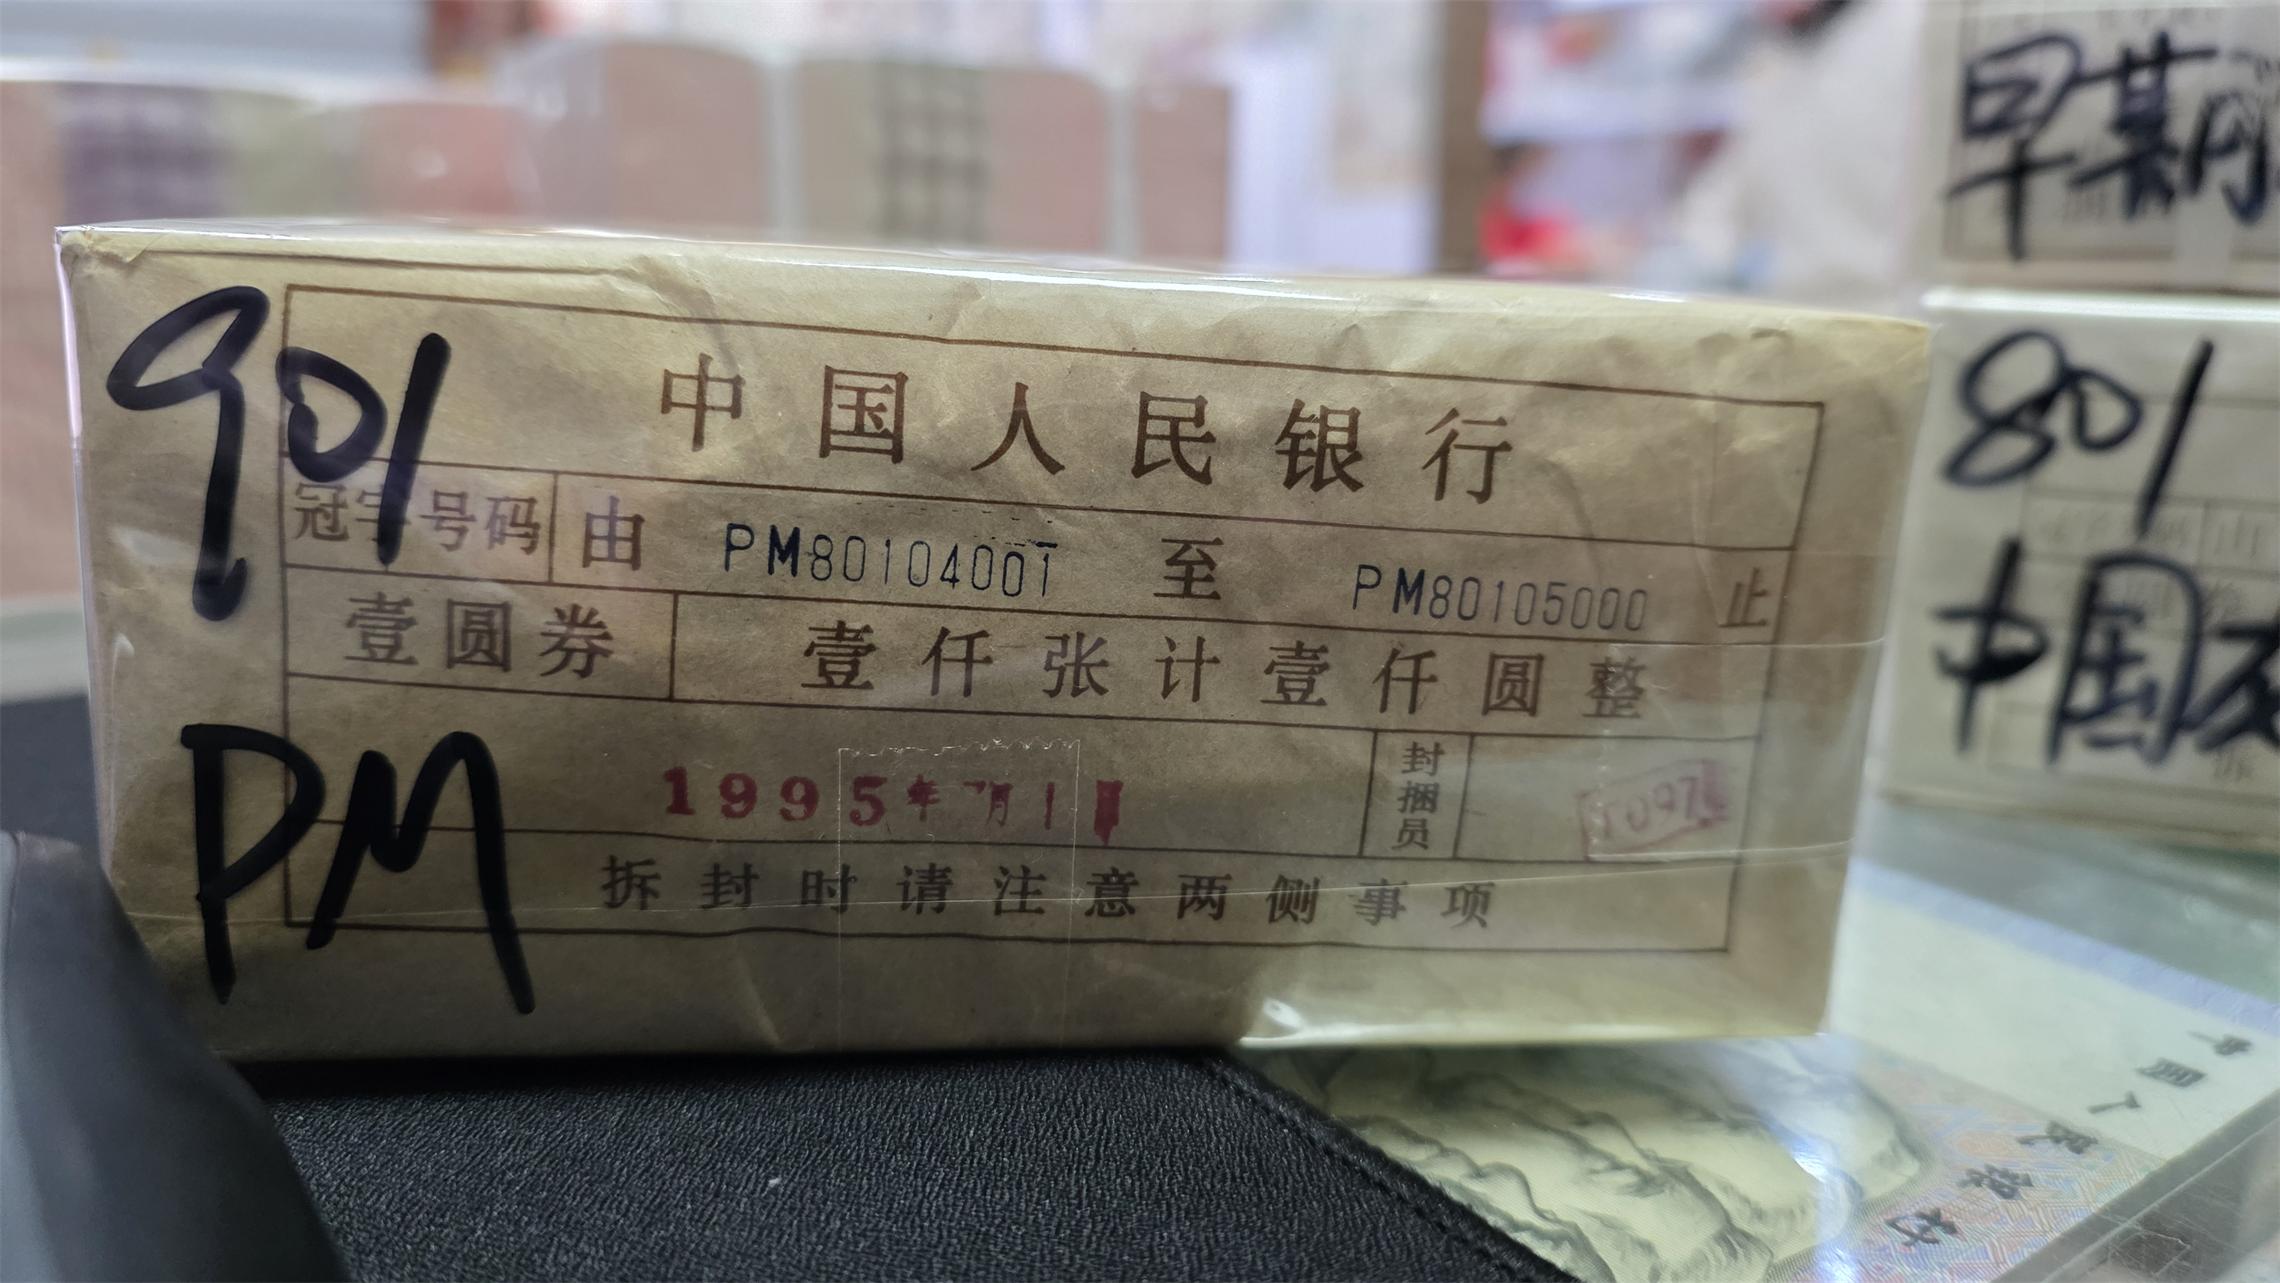 901
中国人民银行
冠字号码 由 PM80104001 至 PM80105000 止
壹圆券 壹仟张计壹仟圆整
1995年 月1
封捆员
拆封时请注意两侧事项
PM
早期
801
中国